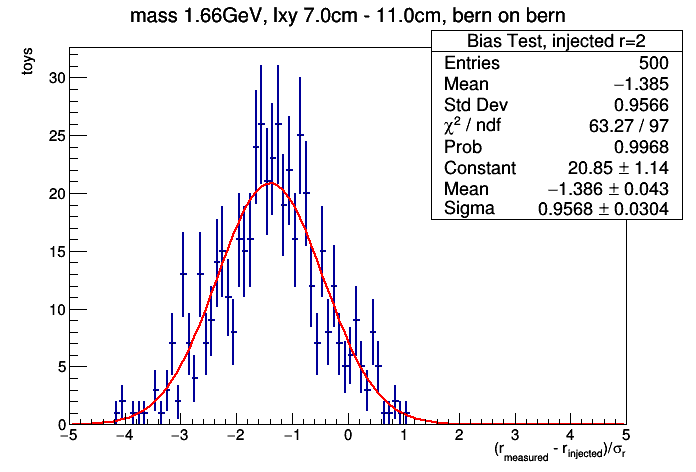 mass 1.66GeV, lxy 7.0cm - 11.0cm, bern on bern
toys
Bias Test, injected r=2
Entries 500
Mean −1.385
Std Dev 0.9566
χ² / ndf 63.27 / 97
Prob 0.9968
Constant 20.85 ± 1.14
Mean −1.386 ± 0.043
Sigma 0.9568 ± 0.0304
30
25
20
15
10
5
0
−5 −4 −3 −2 −1 0 1 2 3 4 5
(r_measured - r_injected)/σ_r